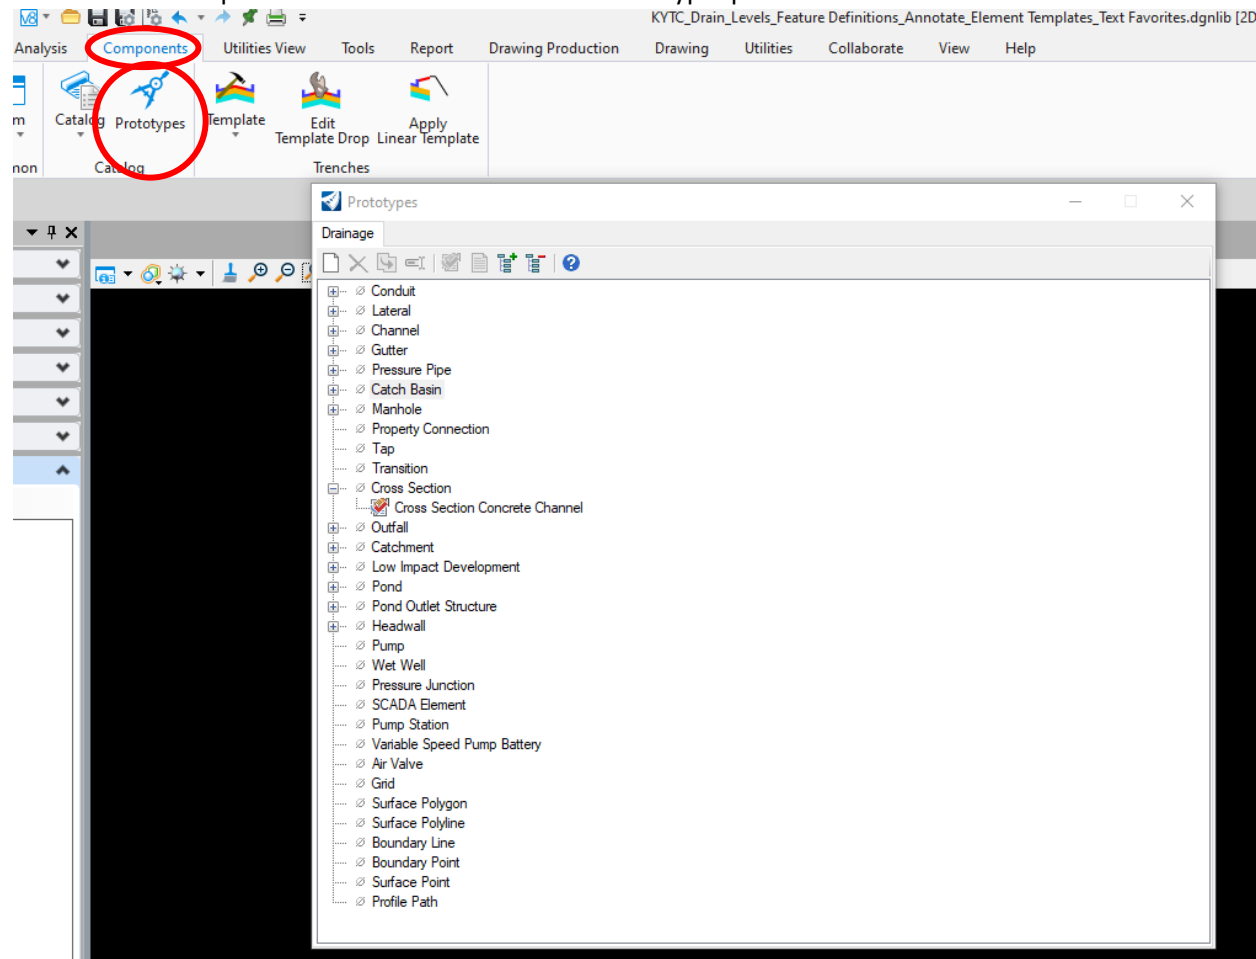 V8
KYTC_Drain_Levels_Feature Definitions_Annotate_Element Templates_Text Favorites.dgnlib [2D
Analysis Components Utilities View Tools Report Drawing Production Drawing Utilities Collaborate View Help
m Catalog Prototypes Template Edit Template Drop Apply Linear Template
mon Catalog Trenches
Prototypes
Drainage
Conduit
Lateral
Channel
Gutter
Pressure Pipe
Catch Basin
Manhole
Property Connection
Tap
Transition
Cross Section
Cross Section Concrete Channel
Outfall
Catchment
Low Impact Development
Pond
Pond Outlet Structure
Headwall
Pump
Wet Well
Pressure Junction
SCADA Element
Pump Station
Variable Speed Pump Battery
Air Valve
Grid
Surface Polygon
Surface Polyline
Boundary Line
Boundary Point
Surface Point
Profile Path